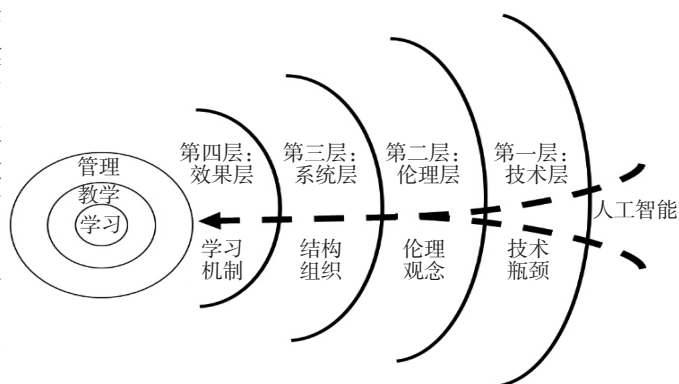 管理
教学
学习
第四层：
效果层
学习
机制
第三层：
系统层
结构
组织
第二层：
伦理层
伦理
观念
第一层：
技术层
技术
瓶颈
人工智能